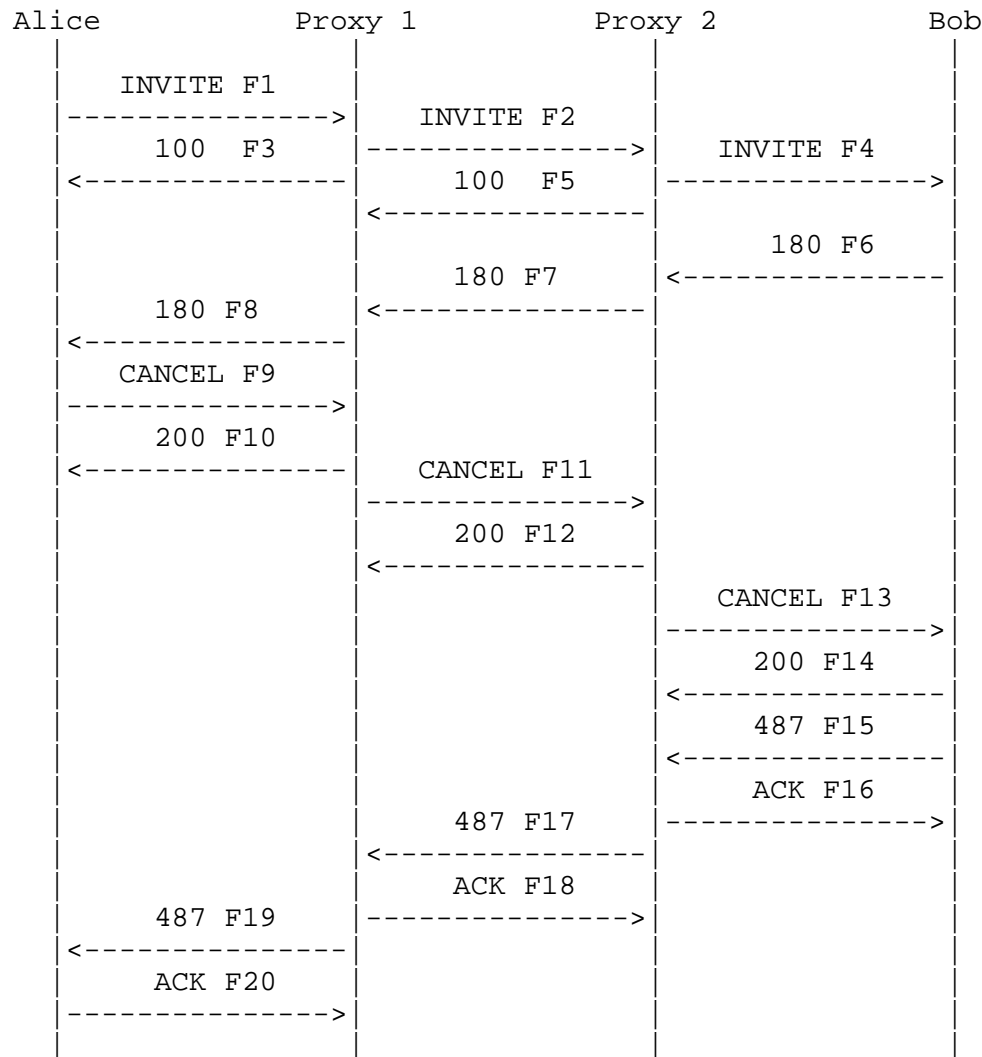 Alice Proxy 1 Proxy 2 Bob
INVITE F1
INVITE F2
100 F3
INVITE F4
100 F5
180 F6
180 F7
180 F8
CANCEL F9
200 F10
CANCEL F11
200 F12
CANCEL F13
200 F14
487 F15
ACK F16
487 F17
ACK F18
487 F19
ACK F20